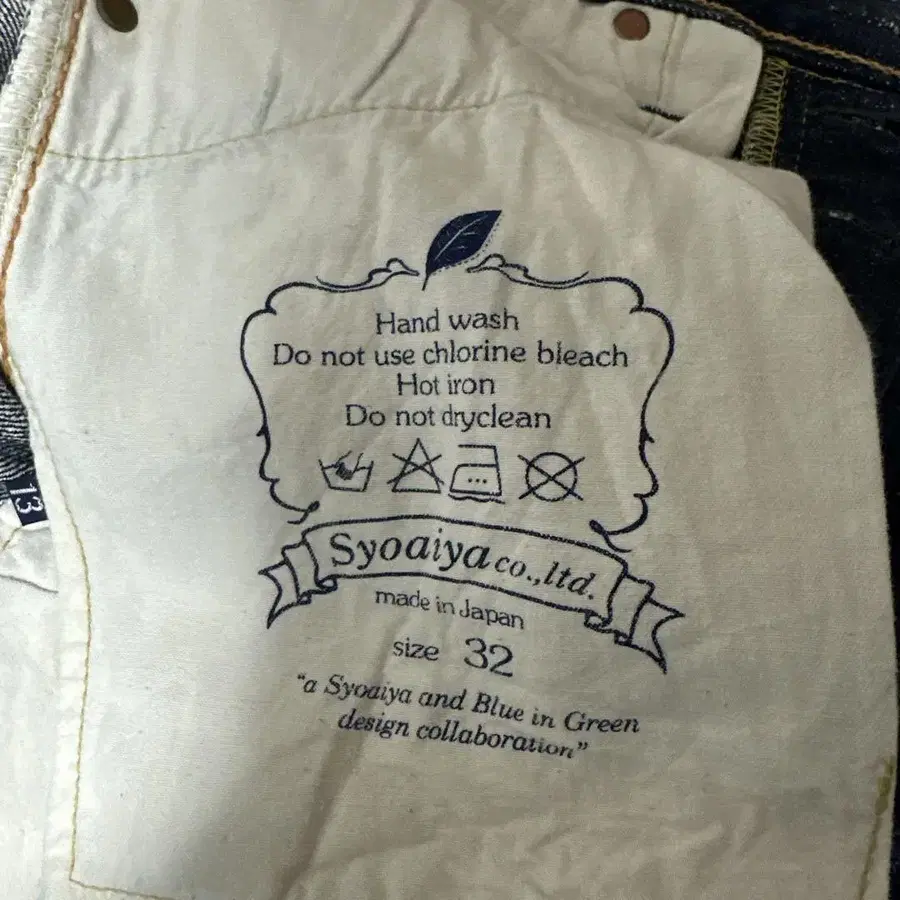 Hand wash
Do not use chlorine bleach
Hot iron
Do not dryclean
Syoaiya co.,ltd.
made in Japan
size 32
"a Syoaiya and Blue in Green
design collaboration"
13